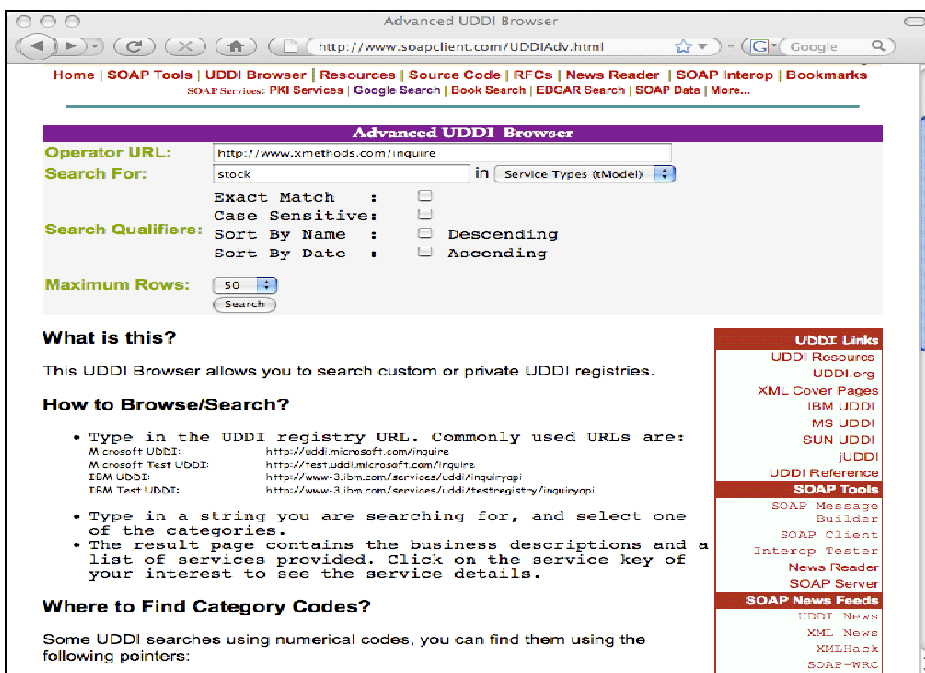 Advanced UDDI Browser
http://www.soapclient.com/UDDIAdv.html
Google
Home | SOAP Tools | UDDI Browser | Resources | Source Code | RFCs | News Reader | SOAP Interop | Bookmarks
SOAP Services: PKI Services | Google Search | Book Search | EDGAR Search | SOAP Data | More...
Advanced UDDI Browser
Operator URL: http://www.xmethods.com/inquire
Search For: stock in Service Types (tModel)
Search Qualifiers:
Exact Match :
Case Sensitive:
Sort By Name : Descending
Sort By Date : Ascending
Maximum Rows: 50
Search
What is this?
This UDDI Browser allows you to search custom or private UDDI registries.
How to Browse/Search?
• Type in the UDDI registry URL. Commonly used URLs are:
Microsoft UDDI: http://uddi.microsoft.com/inquire
Microsoft Test UDDI: http://test.uddi.microsoft.com/inquire
IBM UDDI: http://www-3.ibm.com/services/uddi/inquiryapi
IBM Test UDDI: http://www-3.ibm.com/services/uddi/testregistry/inquiryapi
• Type in a string you are searching for, and select one
of the categories.
• The result page contains the business descriptions and a
list of services provided. Click on the service key of
your interest to see the service details.
Where to Find Category Codes?
Some UDDI searches using numerical codes, you can find them using the
following pointers:
UDDI Links
UDDI Resource
UDDI.org
XML Cover Pages
IBM UDDI
MS UDDI
SUN UDDI
jUDDI
UDDI Reference
SOAP Tools
SOAP Message
Builder
SOAP Client
Interop Tester
News Reader
SOAP Server
SOAP News Feeds
UDDI News
XML News
XMLHack
SOAP-WRC